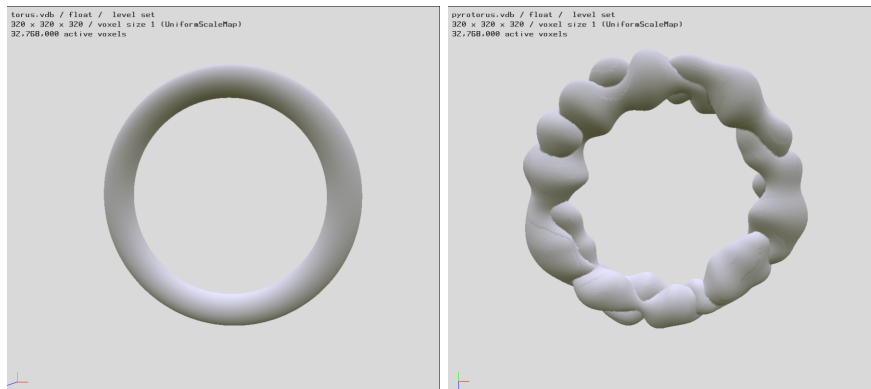 torus.vdb / float /  level set
320 x 320 x 320 / voxel size 1 (UniformScaleMap)
32,768,000 active voxels
pyrotorus.vdb / float /  level set
320 x 320 x 320 / voxel size 1 (UniformScaleMap)
32,768,000 active voxels